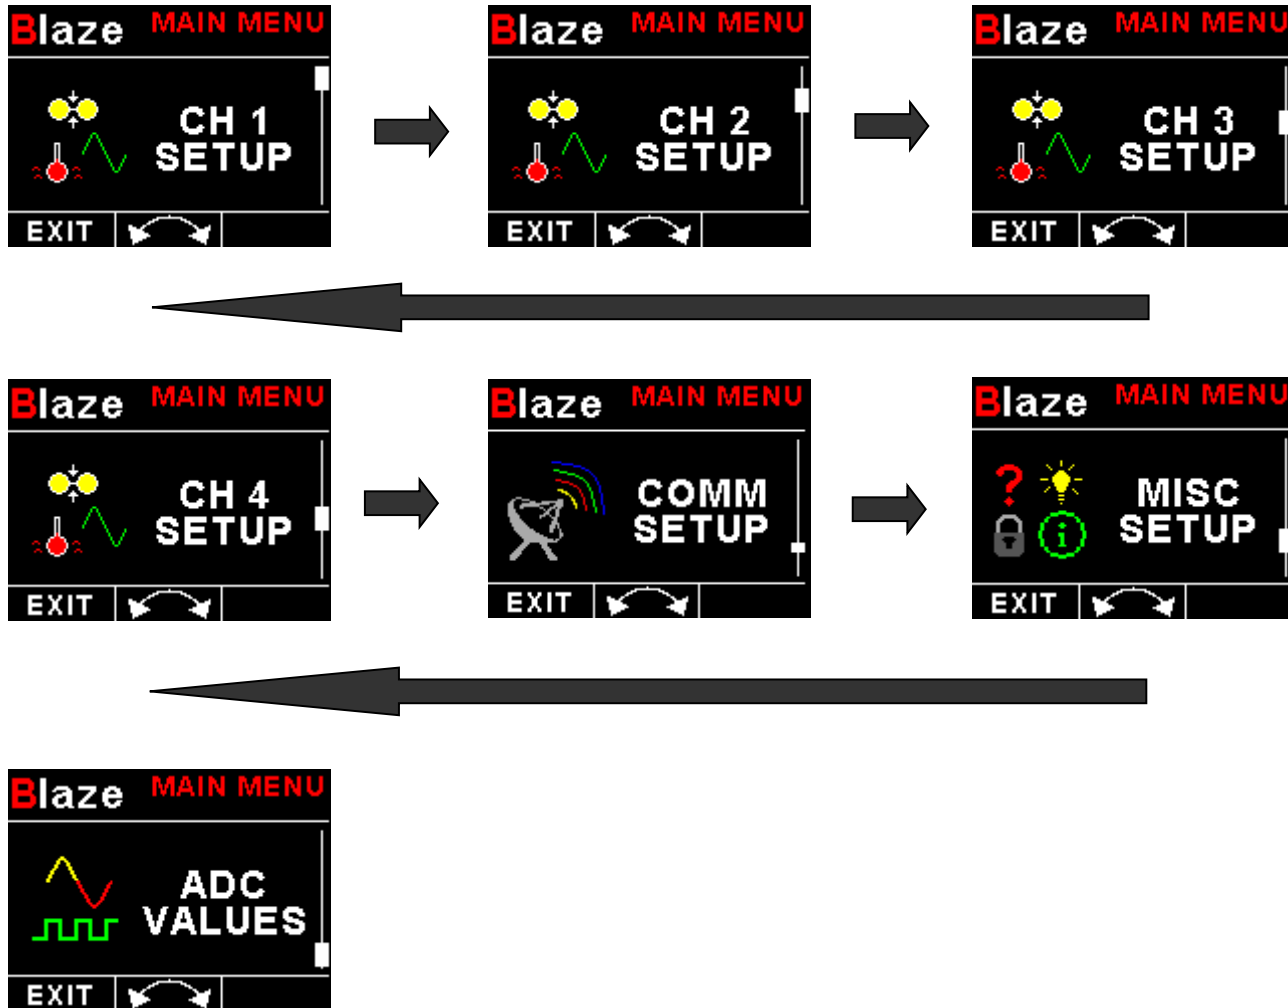 Blaze MAIN MENU
CH 1
SETUP
EXIT
Blaze MAIN MENU
CH 2
SETUP
EXIT
Blaze MAIN MENU
CH 3
SETUP
EXIT
Blaze MAIN MENU
CH 4
SETUP
EXIT
Blaze MAIN MENU
COMM
SETUP
EXIT
Blaze MAIN MENU
?
i
MISC
SETUP
EXIT
Blaze MAIN MENU
ADC
VALUES
EXIT